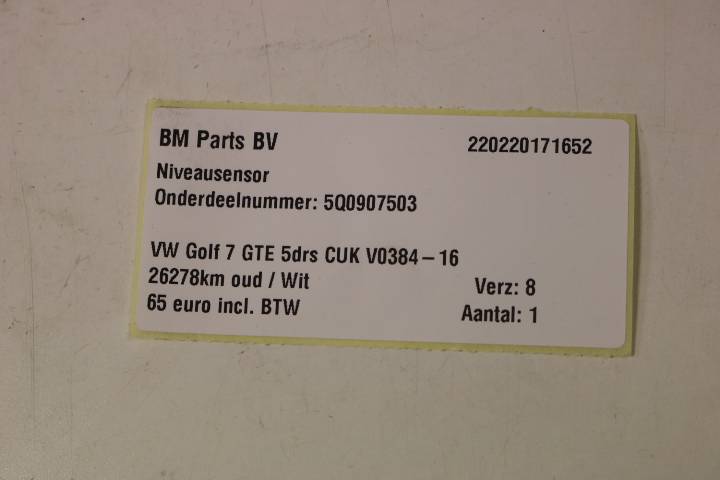 BM Parts BV 220220171652
Niveausensor
Onderdeelnummer: 5Q0907503
VW Golf 7 GTE 5drs CUK V0384-16
26278km oud / Wit Verz: 8
65 euro incl. BTW Aantal: 1